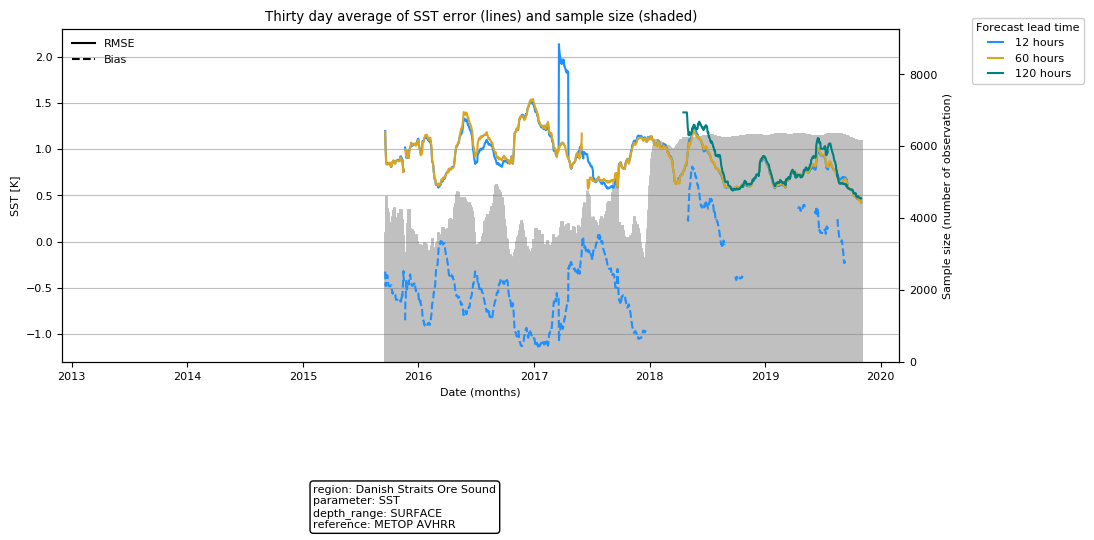 Thirty day average of SST error (lines) and sample size (shaded)
RMSE
Bias
Forecast lead time
12 hours
60 hours
120 hours
2.0
1.5
1.0
0.5
0.0
−0.5
−1.0
SST [K]
8000
6000
4000
2000
0
Sample size (number of observation)
2013 2014 2015 2016 2017 2018 2019 2020
Date (months)
region: Danish Straits Ore Sound
parameter: SST
depth_range: SURFACE
reference: METOP AVHRR